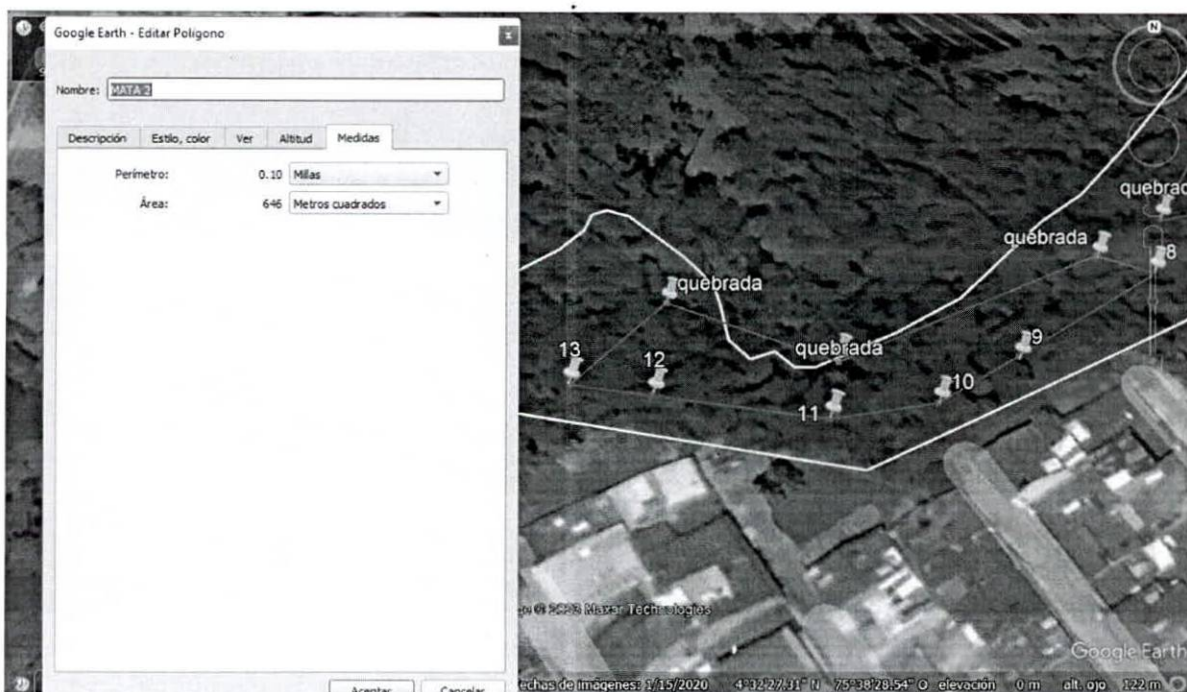 Google Earth - Editar Polígono
x
Nombre: MATA 2
Descripción Estilo, color Ver Altitud Medidas
Perímetro: 0.10 Millas
Área: 646 Metros cuadrados
Aceptar Cancelar
N
quebrad
quebrada
8
quebrada
9
quebrada
13
12
10
11
© 2023 Maxar Technologies
Google Earth
echas de imágenes: 1/15/2020 4°32'27.31" N 75°38'28.54" O elevación 0 m alt. ojo 122 m